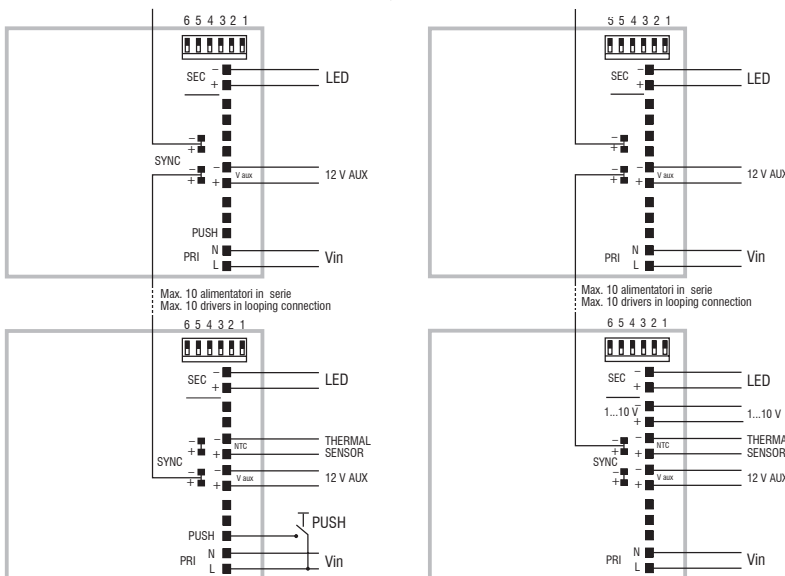 6 5 4 3 2 1
SEC
–
+
LED
–
+
SYNC
–
+
–
+
V aux
12 V AUX
PUSH
PRI
N
L
Vin
Max. 10 alimentatori in serie
Max. 10 drivers in looping connection
6 5 4 3 2 1
SEC
–
+
LED
–
+
SYNC
–
+
–
+
NTC
THERMAL
SENSOR
–
+
V aux
12 V AUX
PUSH
PUSH
PRI
N
L
Vin
5 5 4 3 2 1
SEC
–
+
LED
–
+
–
+
–
+
V aux
12 V AUX
PRI
N
L
Vin
Max. 10 alimentatori in serie
Max. 10 drivers in looping connection
6 5 4 3 2 1
SEC
–
+
LED
1...10 V
–
+
1...10 V
–
+
SYNC
–
+
–
+
NTC
THERMA
SENSOR
–
+
V aux
12 V AUX
PRI
N
L
Vin